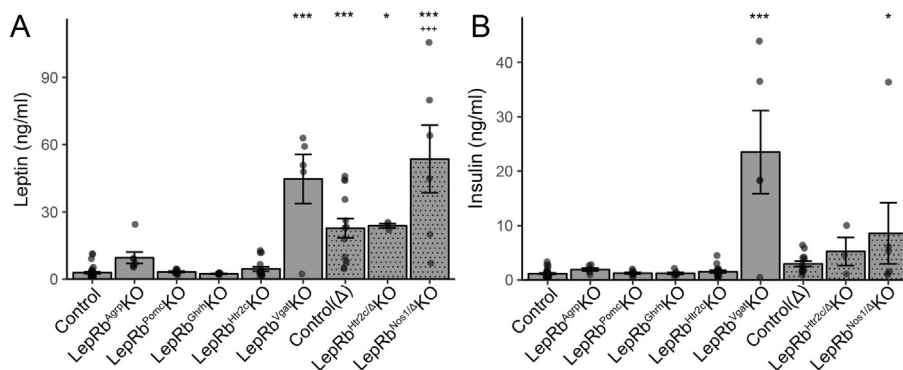 A
B
*** *** * ***
+++
*** *
Leptin (ng/ml)
90
60
30
0
Control
LepRbAgrpKO
LepRbPomcKO
LepRbGhrhKO
LepRbHtr2cKO
LepRbVgatKO
Control(Δ)
LepRbHtr2c/ΔKO
LepRbNos1/ΔKO
Insulin (ng/ml)
40
30
20
10
0
Control
LepRbAgrpKO
LepRbPomcKO
LepRbGhrhKO
LepRbHtr2cKO
LepRbVgatKO
Control(Δ)
LepRbHtr2c/ΔKO
LepRbNos1/ΔKO